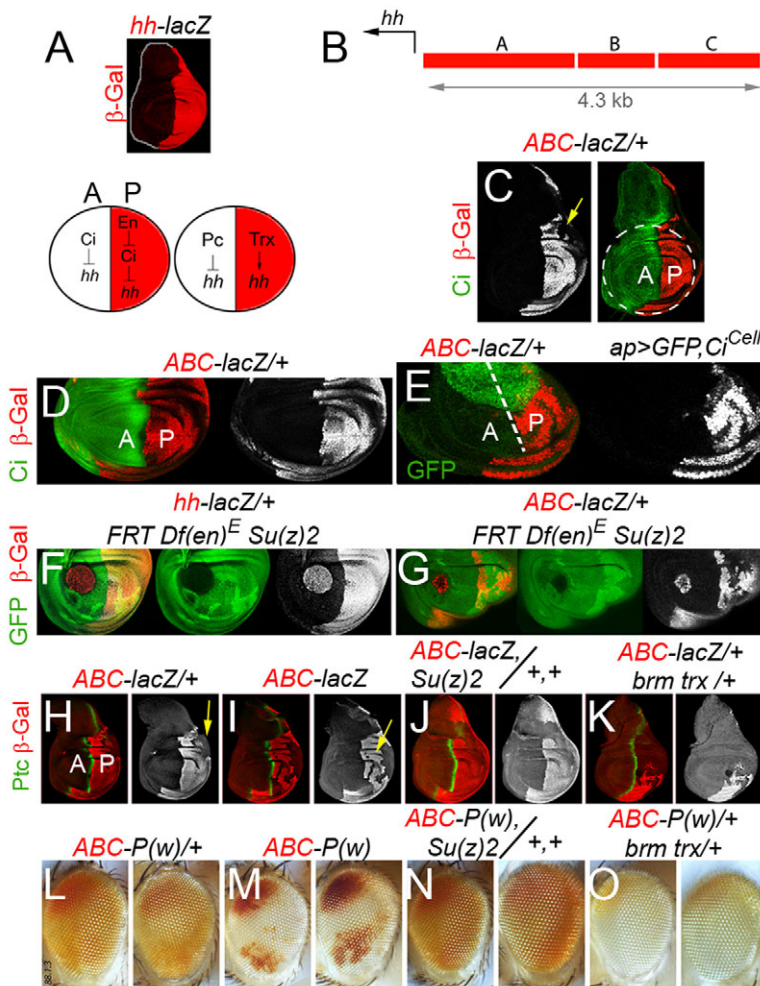 A
hh-lacZ
β-Gal
A P
Ci
hh
En
Ci
hh
Pc
hh
Trx
hh
B
hh
A B C
4.3 kb
ABC-lacZ/+
C
Ci β-Gal
A P
ABC-lacZ/+
D
Ci β-Gal
A P
ABC-lacZ/+ ap>GFP,Ci^Cell
E
A P
GFP
hh-lacZ/+
FRT Df(en)^E Su(z)2
F
GFP β-Gal
ABC-lacZ/+
FRT Df(en)^E Su(z)2
G
ABC-lacZ/+
H
Ptc β-Gal
A P
ABC-lacZ
I
ABC-lacZ,
Su(z)2 / +,+
J
ABC-lacZ/+
brm trx /+
K
ABC-P(w)/+
L
ABC-P(w)
M
ABC-P(w),
Su(z)2 / +,+
N
ABC-P(w)/+
brm trx/+
O